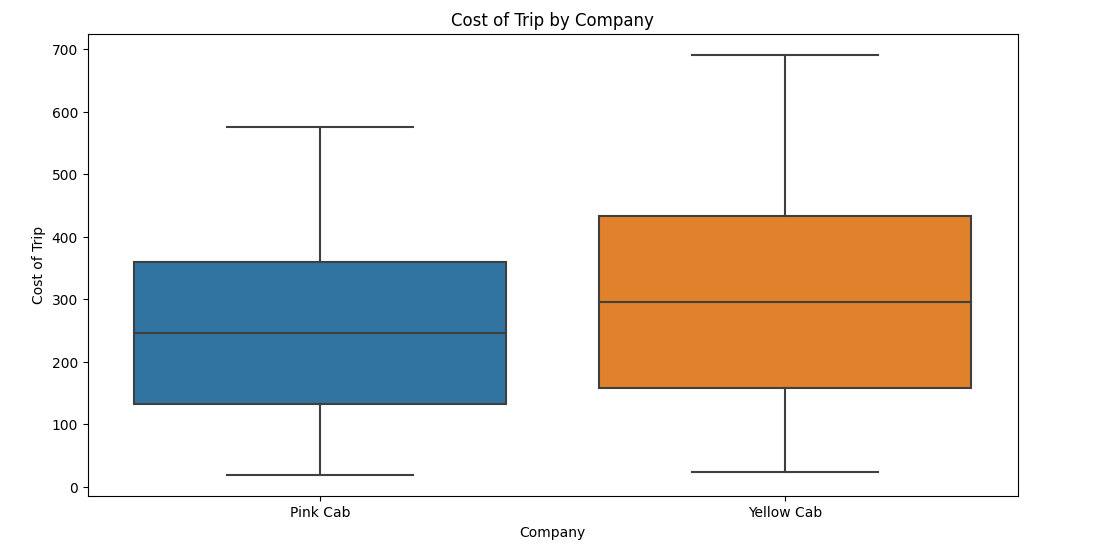 Cost of Trip by Company
Cost of Trip
700
600
500
400
300
200
100
0
Pink Cab
Yellow Cab
Company